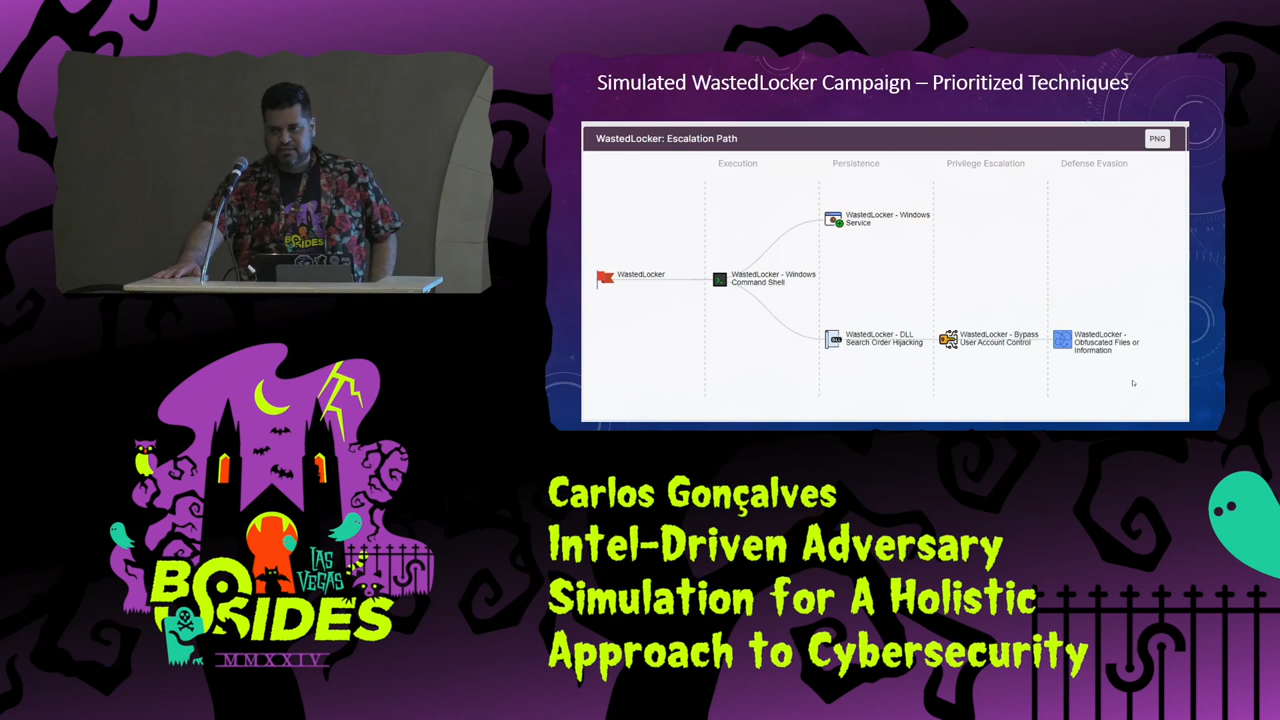 Simulated WastedLocker Campaign – Prioritized Techniques
WastedLocker: Escalation Path
PNG
Execution
Persistence
Privilege Escalation
Defense Evasion
WastedLocker
WastedLocker - Windows
Command Shell
WastedLocker - Windows
Service
WastedLocker - DLL
Search Order Hijacking
WastedLocker - Bypass
User Account Control
WastedLocker -
Obfuscated Files or
Information
BSIDES
LAS
VEGAS
BSIDES
MMXXIV
Carlos Gonçalves
Intel-Driven Adversary
Simulation for A Holistic
Approach to Cybersecurity